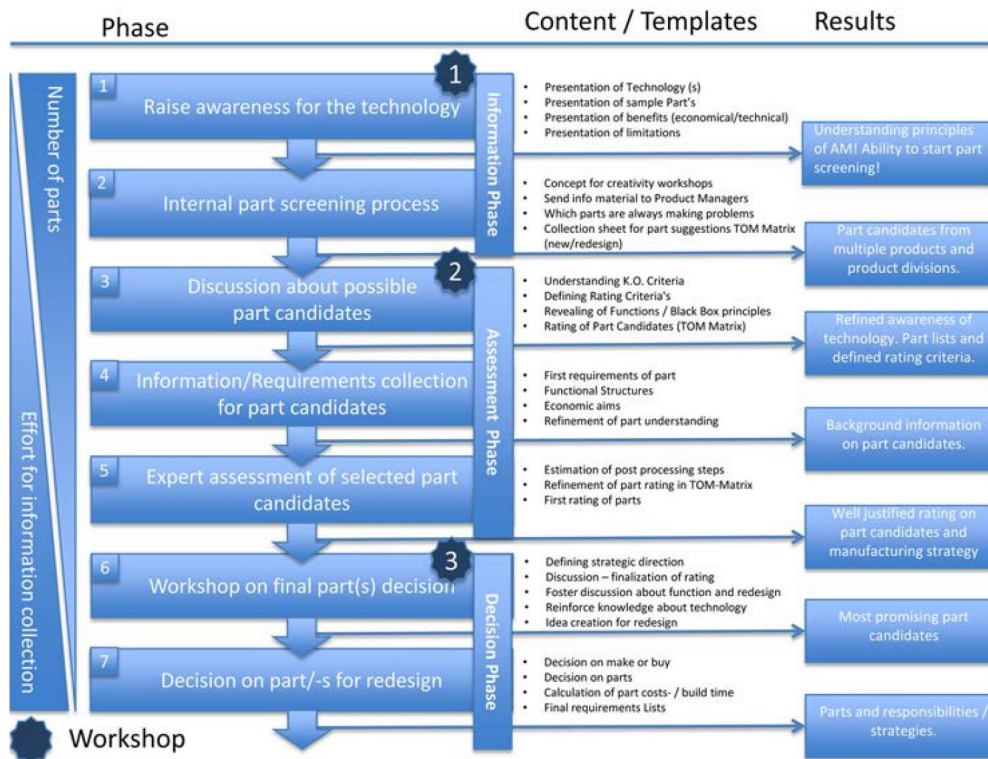 Phase
Content / Templates
Results
Number of parts
Effort for information collection
1
Raise awareness for the technology
1
Information Phase
• Presentation of Technology (s)
• Presentation of sample Part's
• Presentation of benefits (economical/technical)
• Presentation of limitations
Understanding principles
of AM! Ability to start part
screening!
2
Internal part screening process
• Concept for creativity workshops
• Send info material to Product Managers
• Which parts are always making problems
• Collection sheet for part suggestions TOM Matrix
(new/redesign)
Part candidates from
multiple products and
product divisions.
3
Discussion about possible
part candidates
2
Assessment Phase
• Understanding K.O. Criteria
• Defining Rating Criteria's
• Revealing of Functions / Black Box principles
• Rating of Part Candidates (TOM Matrix)
Refined awareness of
technology. Part lists and
defined rating criteria.
4
Information/Requirements collection
for part candidates
• First requirements of part
• Functional Structures
• Economic aims
• Refinement of part understanding
Background information
on part candidates.
5
Expert assessment of selected part
candidates
• Estimation of post processing steps
• Refinement of part rating in TOM-Matrix
• First rating of parts
Well justified rating on
part candidates and
manufacturing strategy
6
Workshop on final part(s) decision
3
Decision Phase
• Defining strategic direction
• Discussion – finalization of rating
• Foster discussion about function and redesign
• Reinforce knowledge about technology
• Idea creation for redesign
Most promising part
candidates
7
Decision on part/-s for redesign
• Decision on make or buy
• Decision on parts
• Calculation of part costs- / build time
• Final requirements Lists
Parts and responsibilities /
strategies.
Workshop